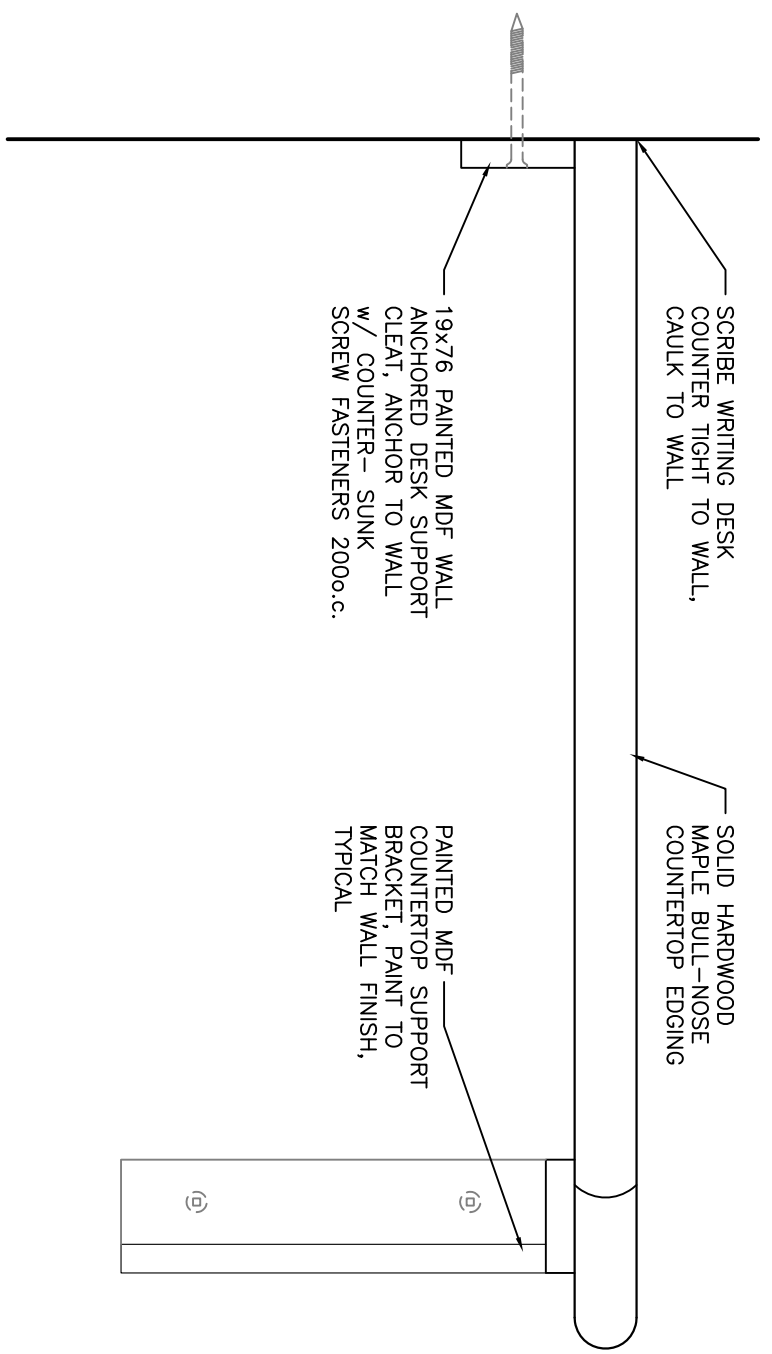 SCRIBE WRITING DESK
COUNTER TIGHT TO WALL,
CAULK TO WALL
SOLID HARDWOOD
MAPLE BULL-NOSE
COUNTERTOP EDGING
19x76 PAINTED MDF WALL
ANCHORED DESK SUPPORT
CLEAT, ANCHOR TO WALL
w/ COUNTER- SUNK
SCREW FASTENERS 200o.c.
PAINTED MDF
COUNTERTOP SUPPORT
BRACKET, PAINT TO
MATCH WALL FINISH,
TYPICAL